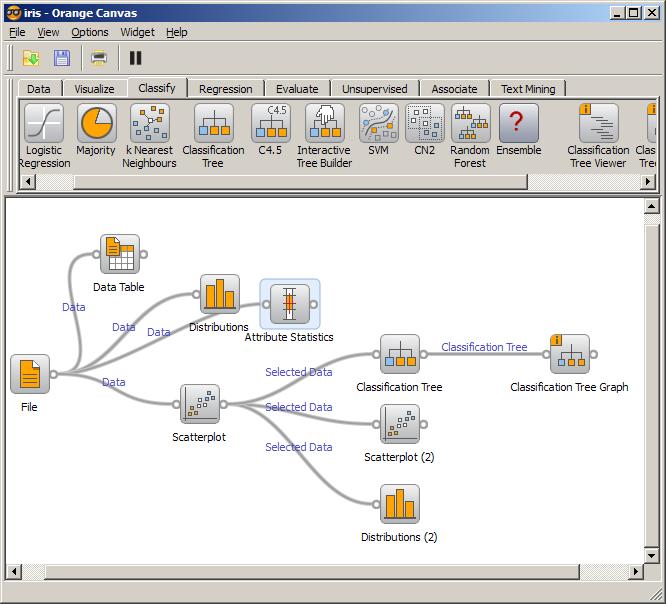 iris - Orange Canvas
File View Options Widget Help
Data Visualize Classify Regression Evaluate Unsupervised Associate Text Mining
C4.5
?
i
Logistic Regression
Majority
k Nearest Neighbours
Classification Tree
C4.5
Interactive Tree Builder
SVM
CN2
Random Forest
Ensemble
Classification Tree Viewer
Data Table
Data
Distributions
Data
Data
Attribute Statistics
Classification Tree
i
Selected Data
Classification Tree
Classification Tree Graph
File
Data
Scatterplot
Selected Data
Scatterplot (2)
Selected Data
Distributions (2)